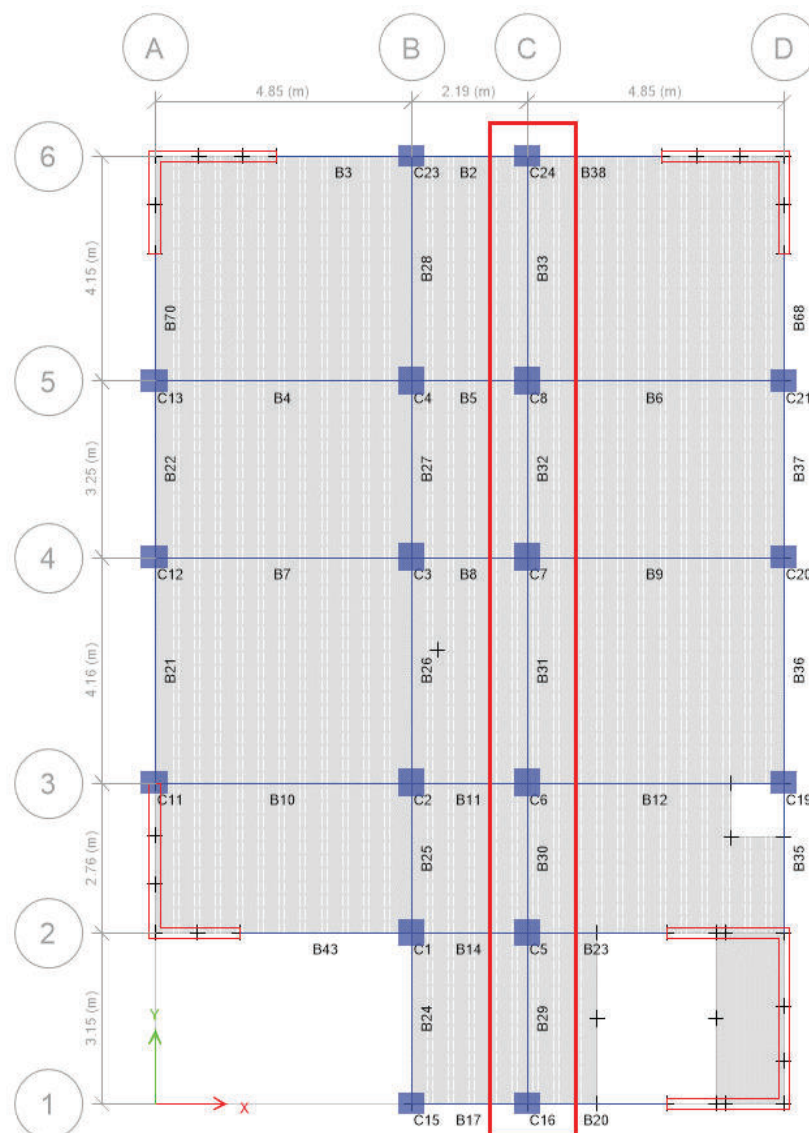 A B C D
4.85 (m) 2.19 (m) 4.85 (m)
6
B3 C23 B2 C24 B38
4.15 (m)
B70 B28 B33 B68
5
C13 B4 C4 B5 C8 B6 C21
3.25 (m)
B22 B27 B32 B37
4
C12 B7 C3 B8 C7 B9 C20
4.16 (m)
B21 B26 B31 B36
3
C11 B10 C2 B11 C6 B12 C19
2.76 (m)
B25 B30 B35
2
B43 C1 B14 C5 B23
3.15 (m)
Y B24 B29
1
X
C15 B17 C16 B20